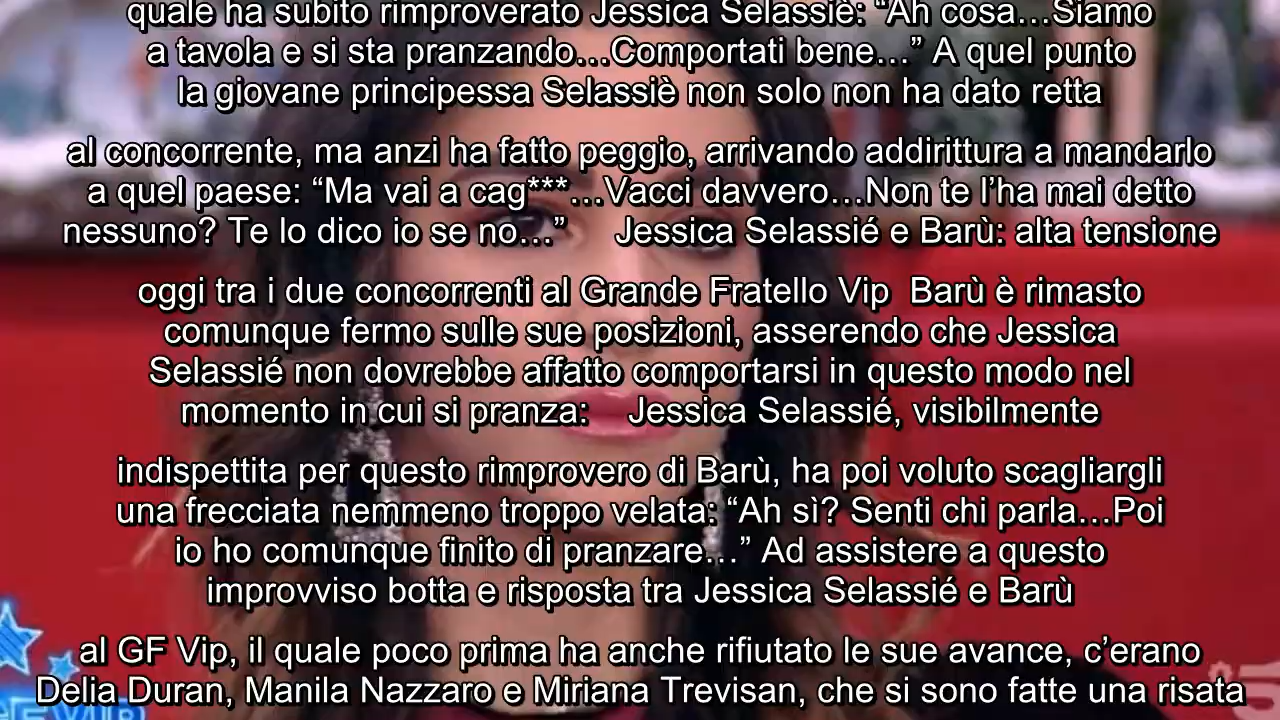 quale ha subito rimproverato Jessica Selassiè: “Ah cosa…Siamo
a tavola e si sta pranzando…Comportati bene…” A quel punto
la giovane principessa Selassiè non solo non ha dato retta
al concorrente, ma anzi ha fatto peggio, arrivando addirittura a mandarlo
a quel paese: “Ma vai a cag***…Vacci davvero…Non te l’ha mai detto
nessuno? Te lo dico io se no…” Jessica Selassié e Barù: alta tensione
oggi tra i due concorrenti al Grande Fratello Vip Barù è rimasto
comunque fermo sulle sue posizioni, asserendo che Jessica
Selassié non dovrebbe affatto comportarsi in questo modo nel
momento in cui si pranza: Jessica Selassié, visibilmente
indispettita per questo rimprovero di Barù, ha poi voluto scagliargli
una frecciata nemmeno troppo velata: “Ah sì? Senti chi parla…Poi
io ho comunque finito di pranzare…” Ad assistere a questo
improvviso botta e risposta tra Jessica Selassié e Barù
al GF Vip, il quale poco prima ha anche rifiutato le sue avance, c’erano
Delia Duran, Manila Nazzaro e Miriana Trevisan, che si sono fatte una risata
VIP
5